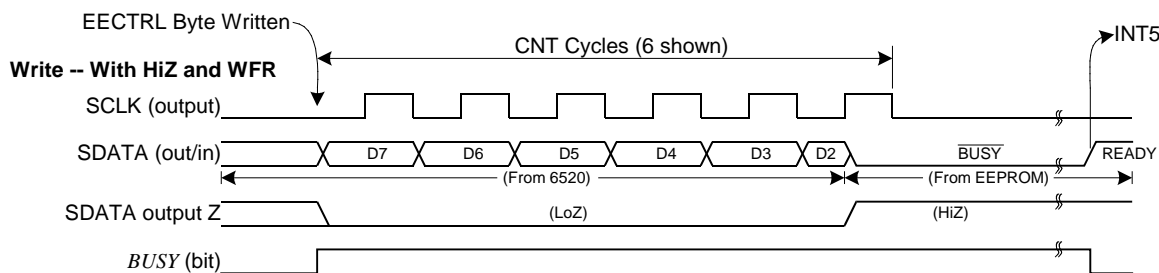 EECTRL Byte Written
INT5
CNT Cycles (6 shown)
Write -- With HiZ and WFR
SCLK (output)
SDATA (out/in) D7 D6 D5 D4 D3 D2 BUSY READY
(From 6520) (From EEPROM)
SDATA output Z (LoZ) (HiZ)
BUSY (bit)